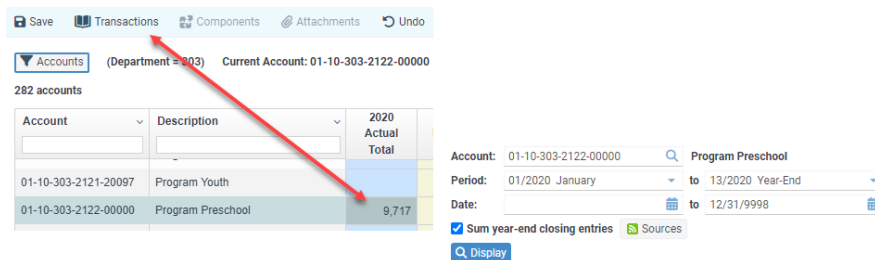 Save Transactions Components Attachments Undo
Accounts (Department = 303) Current Account: 01-10-303-2122-00000
282 accounts
Account Description 2020 Actual Total
01-10-303-2121-20097 Program Youth
01-10-303-2122-00000 Program Preschool 9,717
Account: 01-10-303-2122-00000 Program Preschool
Period: 01/2020 January to 13/2020 Year-End
Date: to 12/31/9998
Sum year-end closing entries Sources
Display